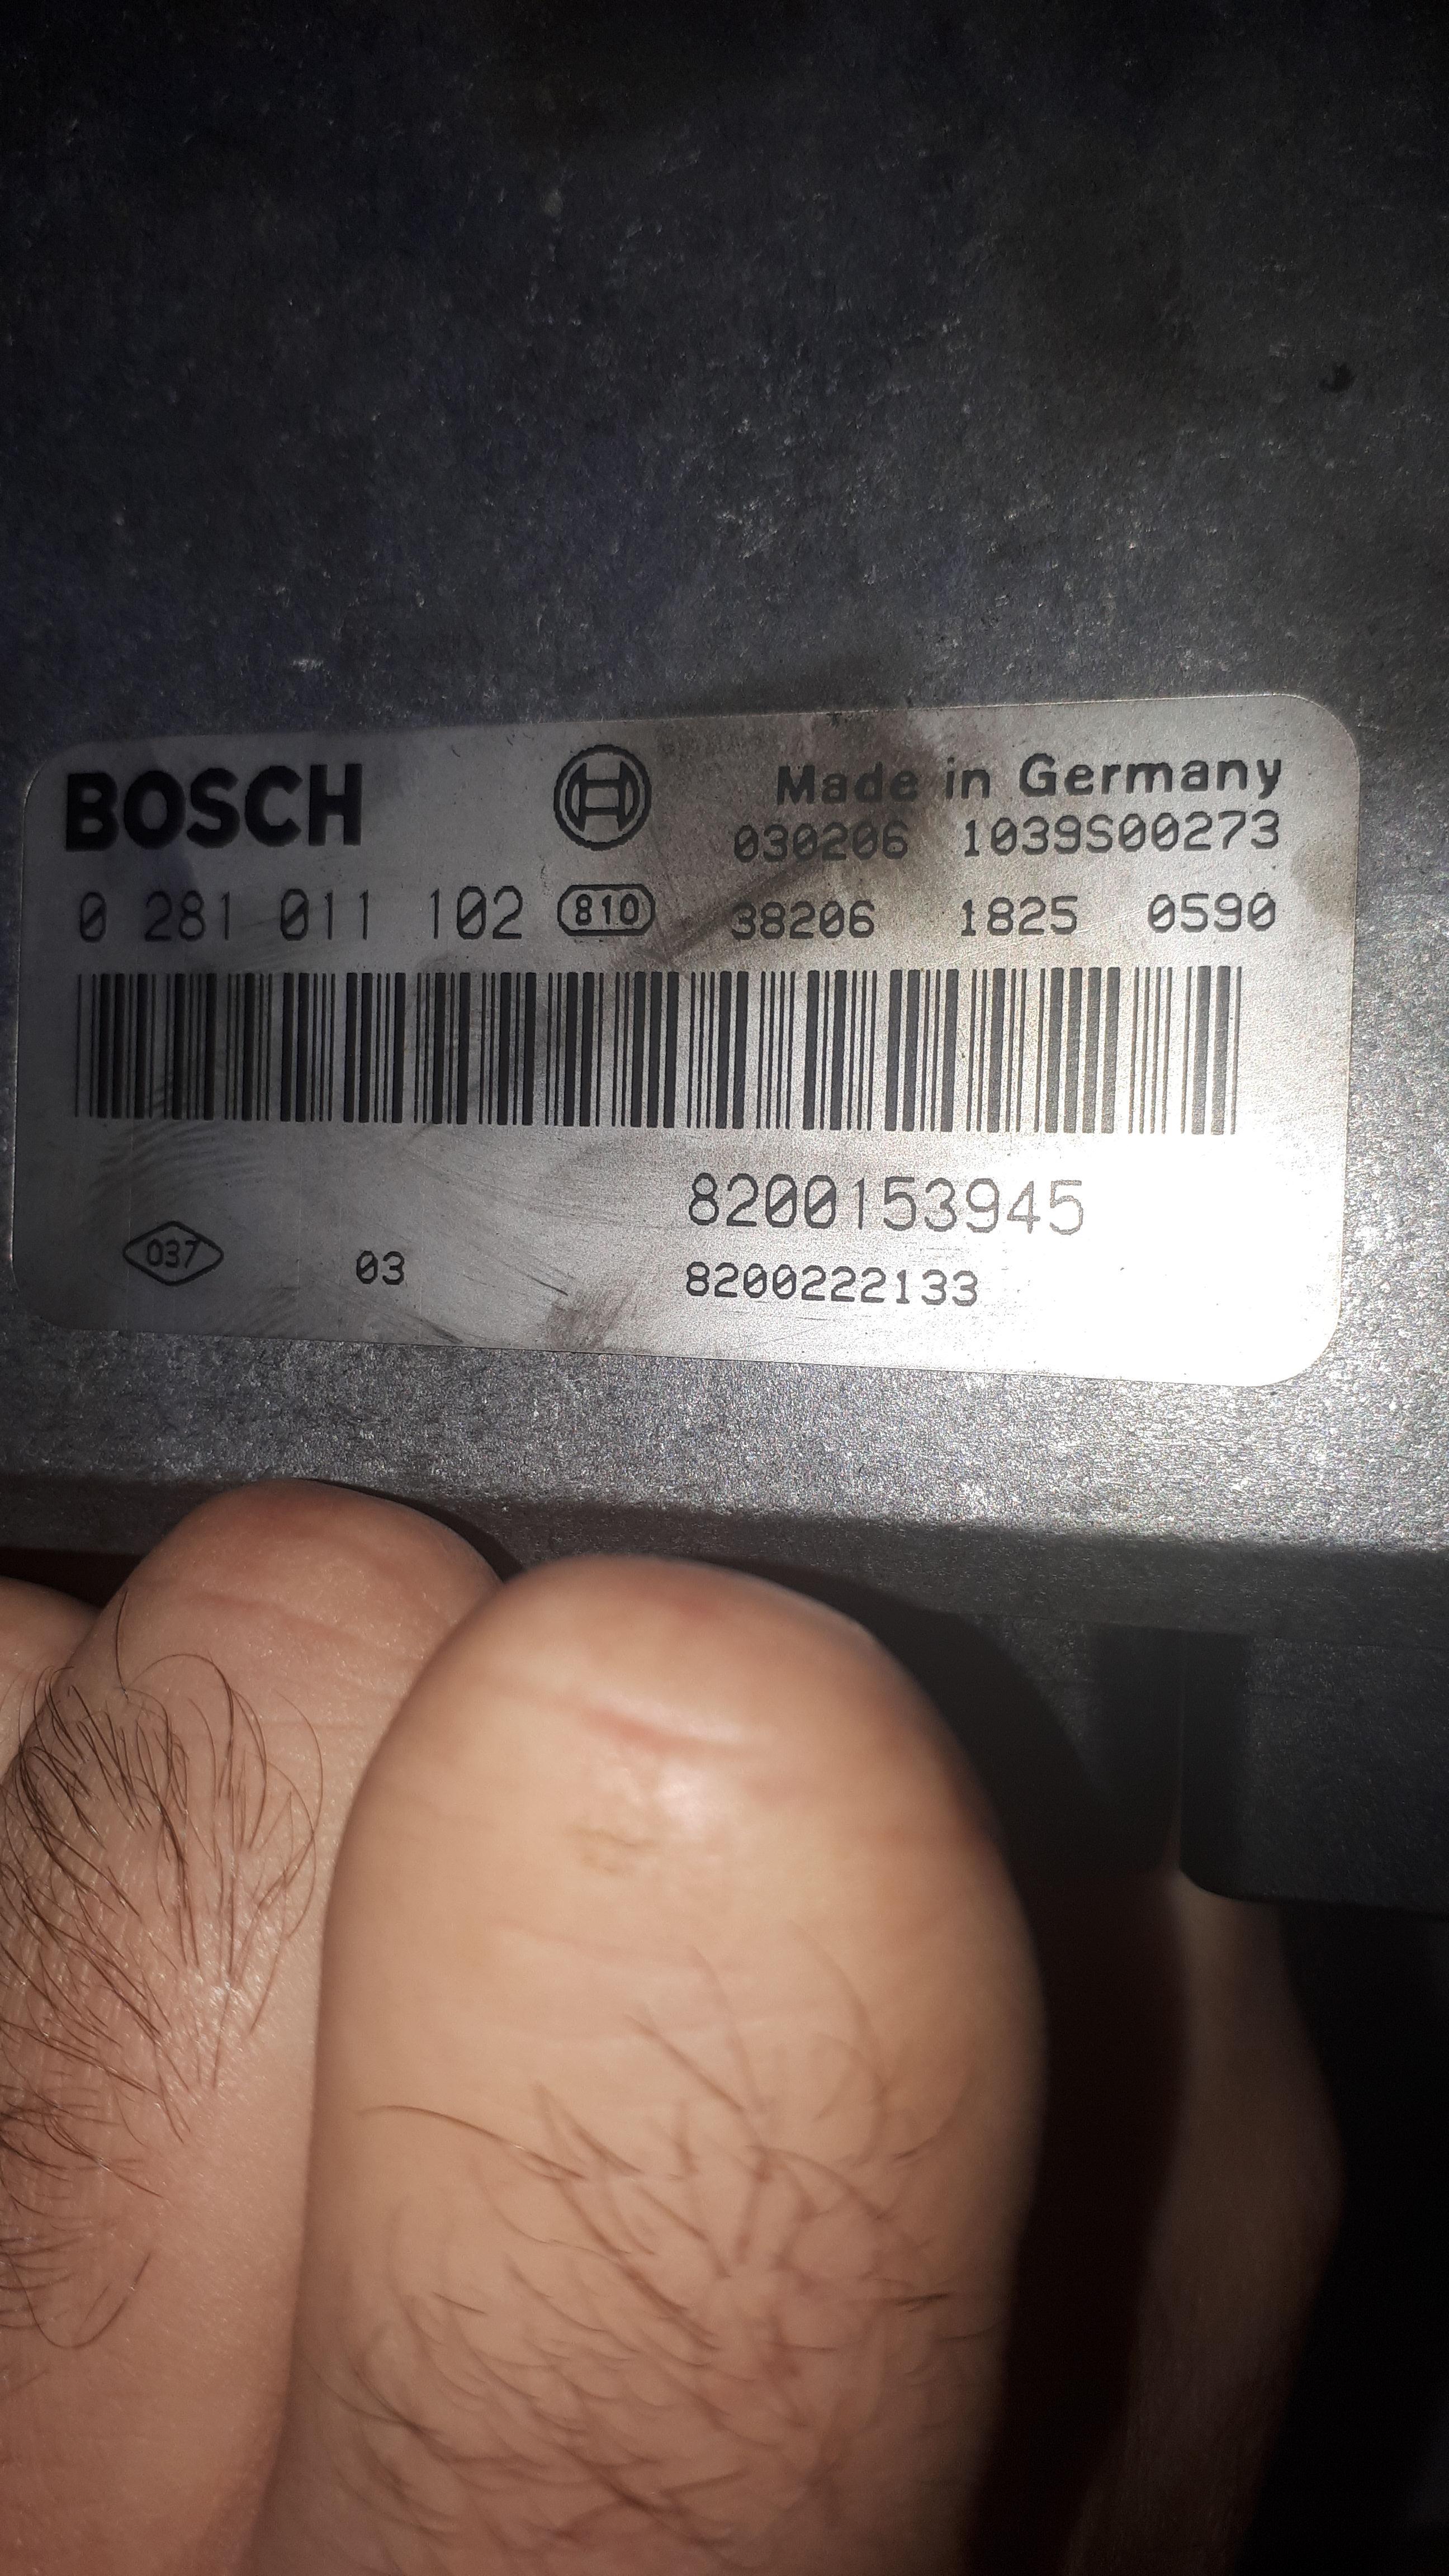 BOSCH
Made in Germany
030206 1039S00273
0 281 011 102 810 38206 1825 0590
8200153945
037 03 8200222133